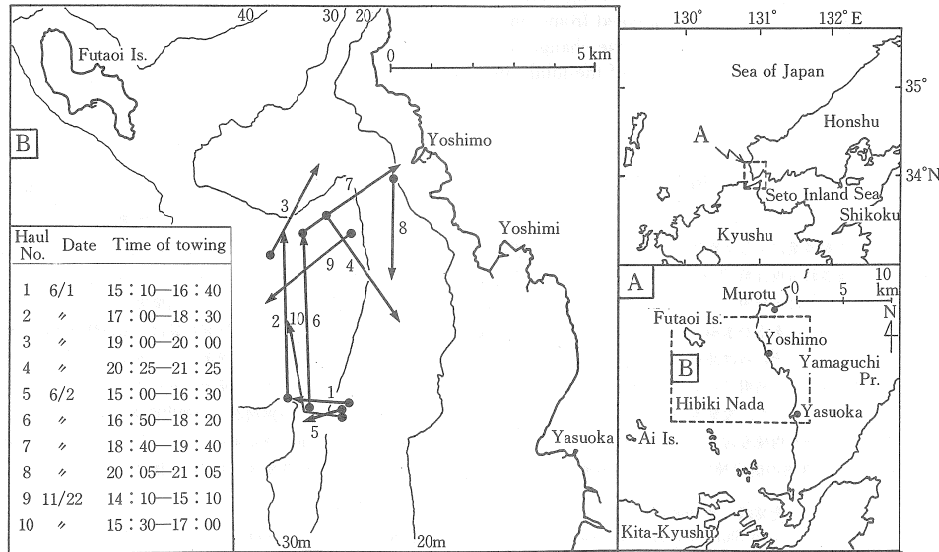 40
30
20
Futaoi Is.
0
5 km
B
Yoshimo
7
3
8
Yoshimi
9
4
2
10
6
1
5
Yasuoka
30m
20m
Haul No. Date Time of towing
1 6/1 15:10—16:40
2 〃 17:00—18:30
3 〃 19:00—20:00
4 〃 20:25—21:25
5 6/2 15:00—16:30
6 〃 16:50—18:20
7 〃 18:40—19:40
8 〃 20:05—21:05
9 11/22 14:10—15:10
10 〃 15:30—17:00
130°
131°
132°E
Sea of Japan
35°
Honshu
A
34°N
Seto Inland Sea
Shikoku
Kyushu
A
Murotu
0
5
10
km
N
Futaoi Is.
Yoshimo
B
Yamaguchi
Pr.
Hibiki Nada
Yasuoka
Ai Is.
Kita-Kyushu